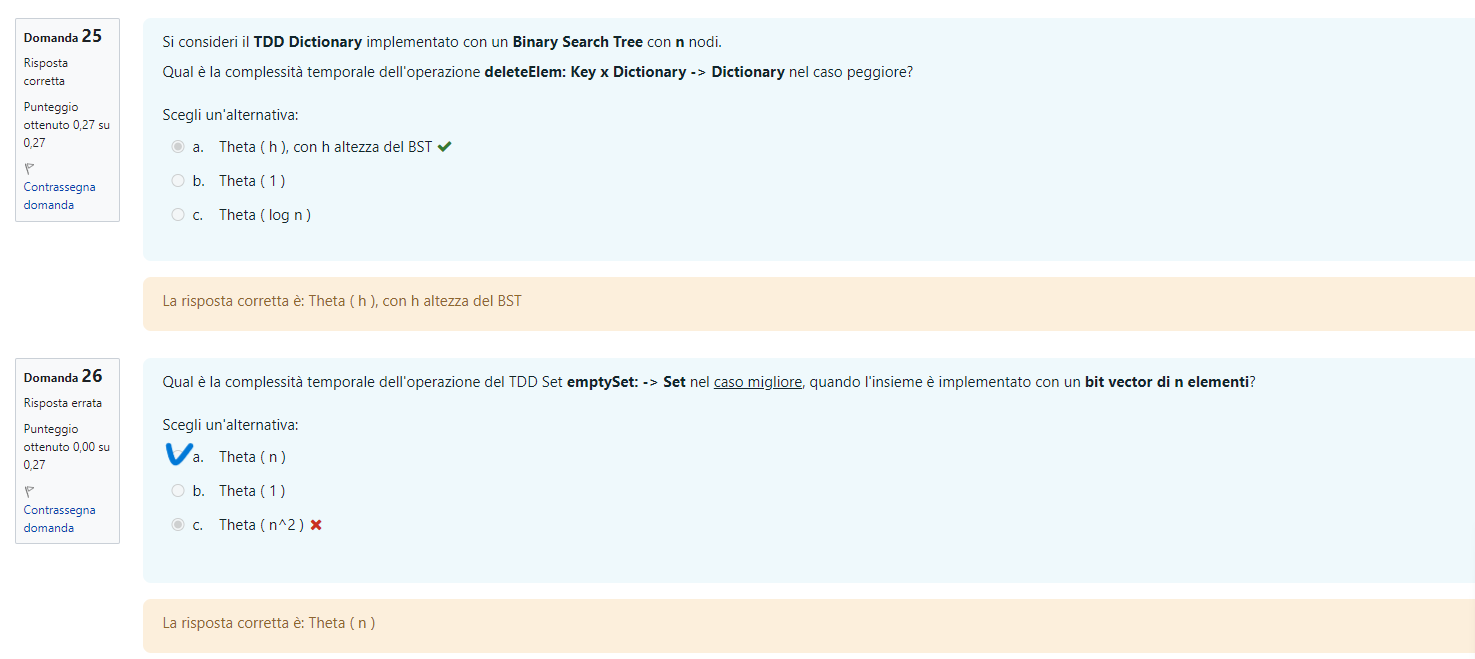 Domanda 25
Risposta
corretta
Punteggio
ottenuto 0,27 su
0,27
Contrassegna
domanda
Si consideri il TDD Dictionary implementato con un Binary Search Tree con n nodi.
Qual è la complessità temporale dell'operazione deleteElem: Key x Dictionary -> Dictionary nel caso peggiore?
Scegli un'alternativa:
a. Theta ( h ), con h altezza del BST
b. Theta ( 1 )
c. Theta ( log n )
La risposta corretta è: Theta ( h ), con h altezza del BST
Domanda 26
Risposta errata
Punteggio
ottenuto 0,00 su
0,27
Contrassegna
domanda
Qual è la complessità temporale dell'operazione del TDD Set emptySet: -> Set nel caso migliore, quando l'insieme è implementato con un bit vector di n elementi?
Scegli un'alternativa:
a. Theta ( n )
b. Theta ( 1 )
c. Theta ( n^2 )
La risposta corretta è: Theta ( n )